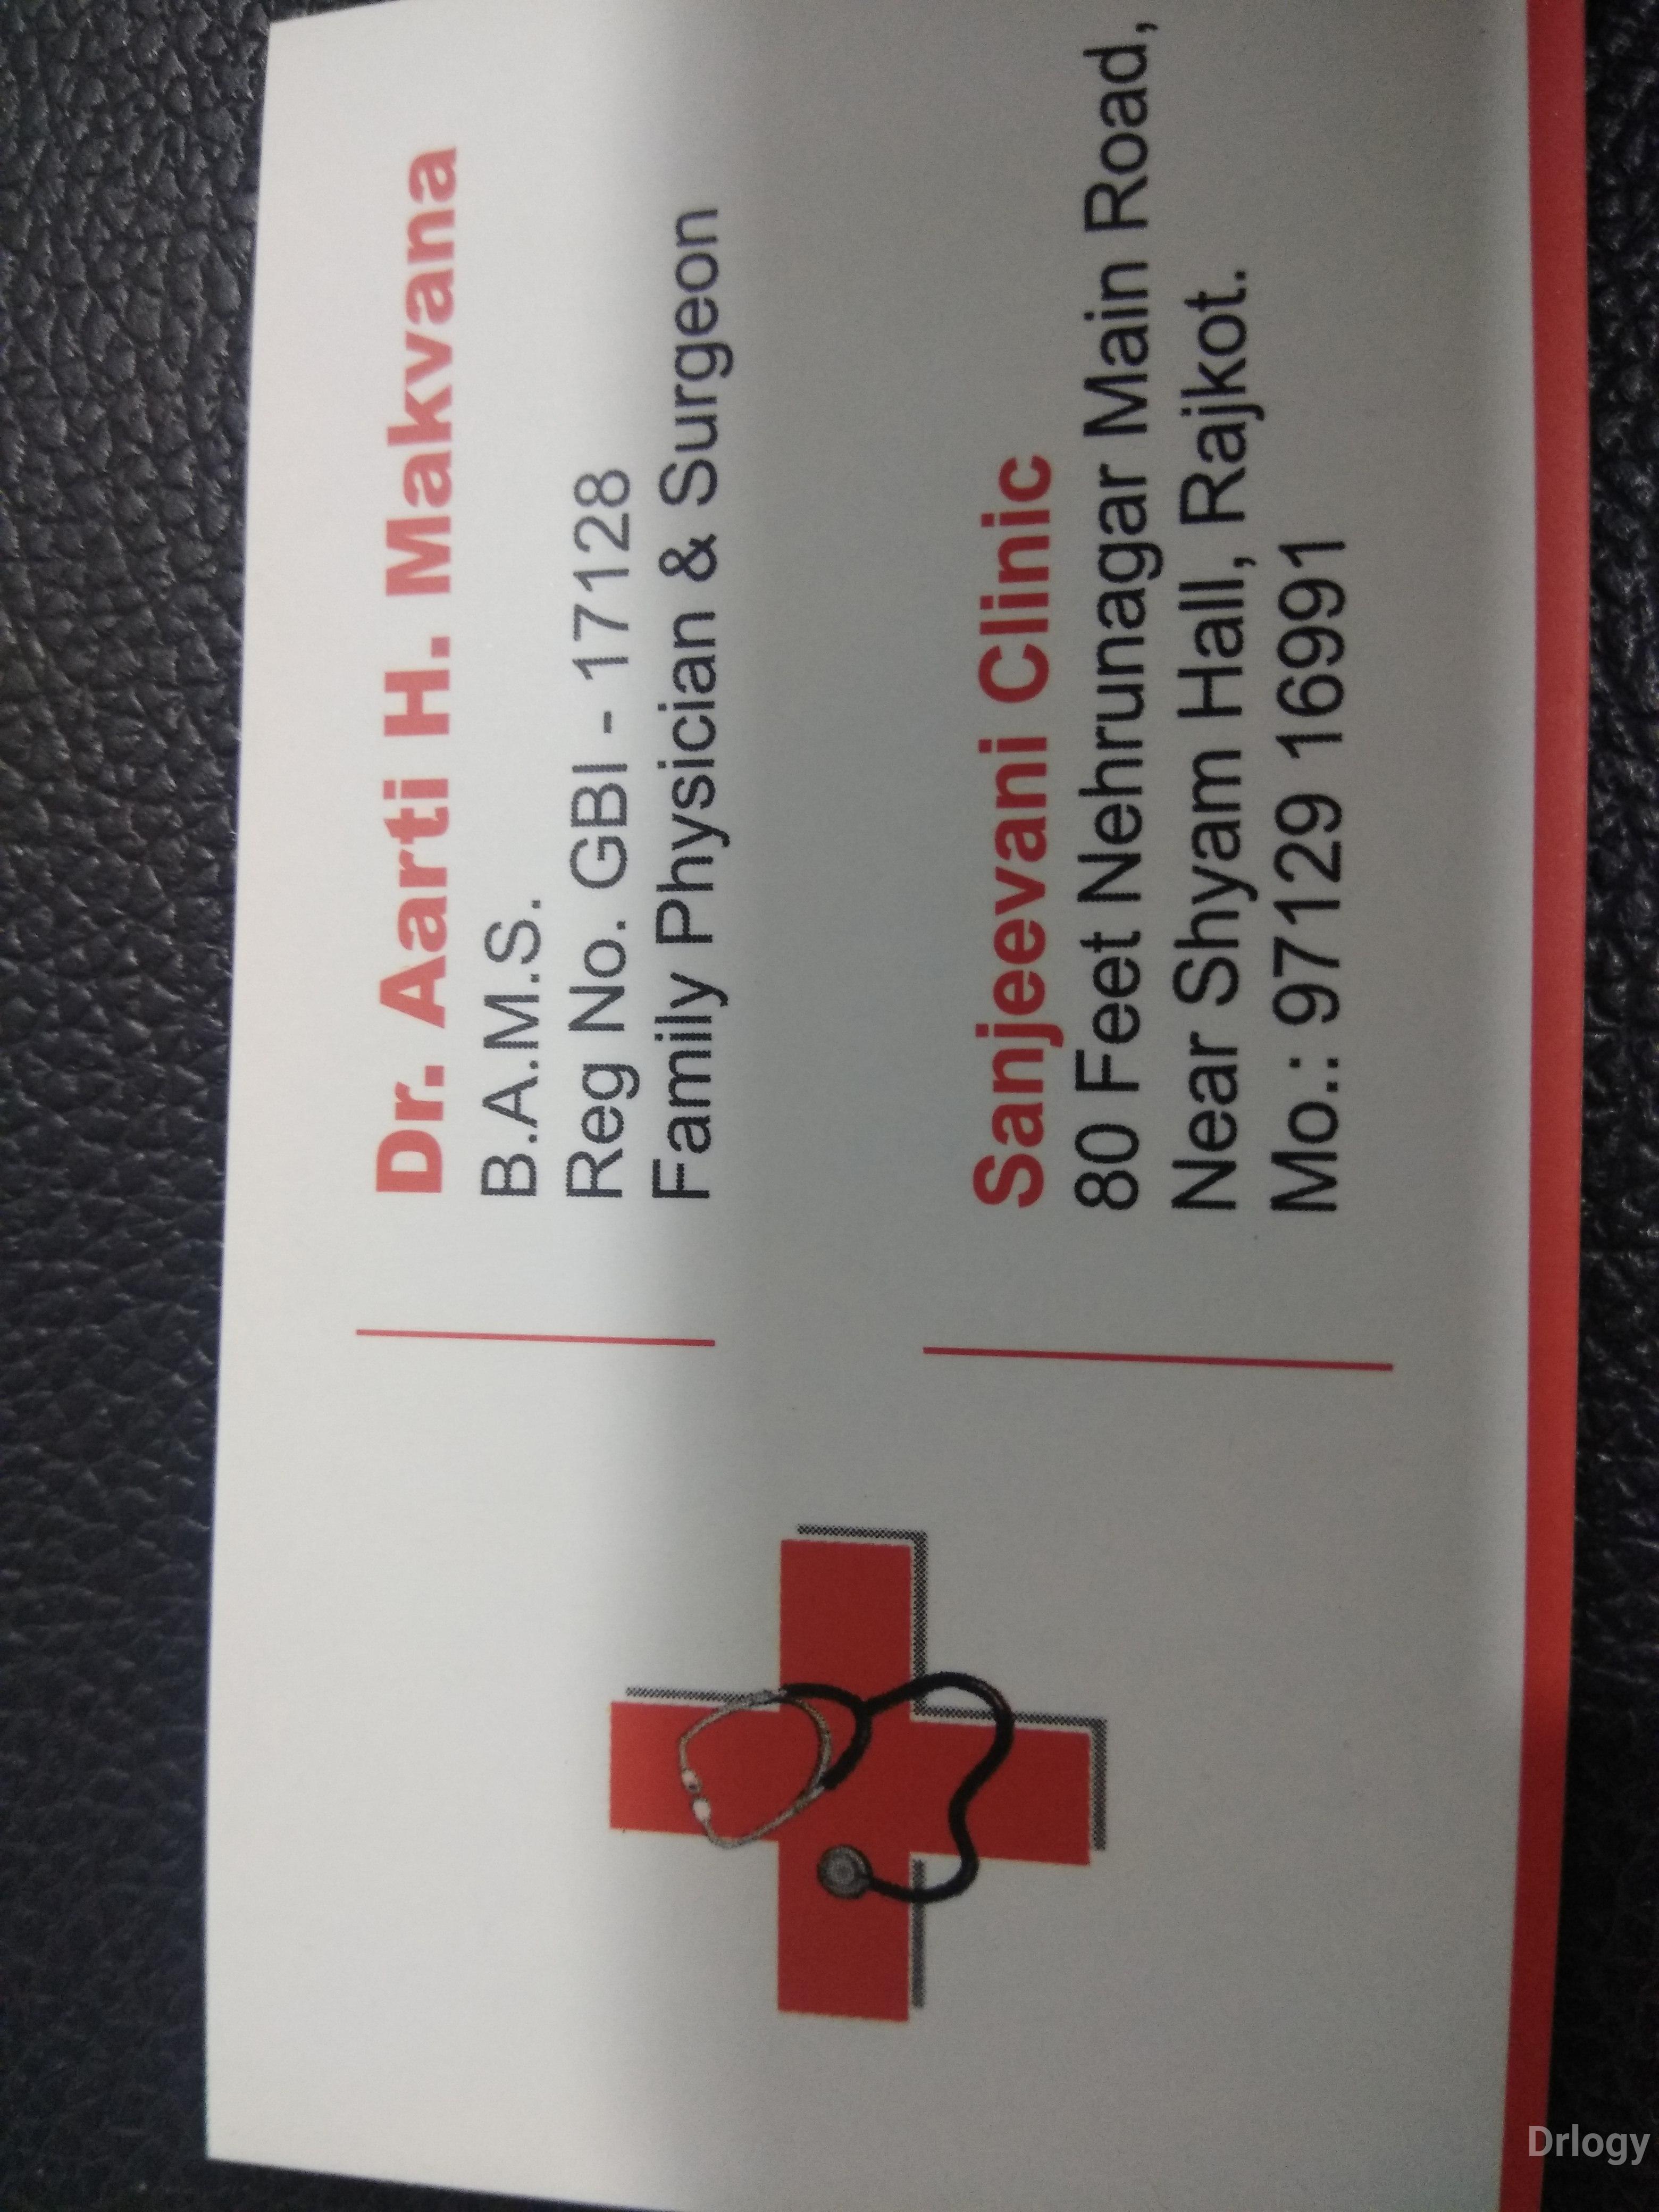 Dr. Aarti H. Makvana
B.A.M.S.
Reg No. GBI - 17128
Family Physician & Surgeon
Sanjeevani Clinic
80 Feet Nehrunagar Main Road,
Near Shyam Hall, Rajkot.
Mo.: 97129 16991
Drlogy